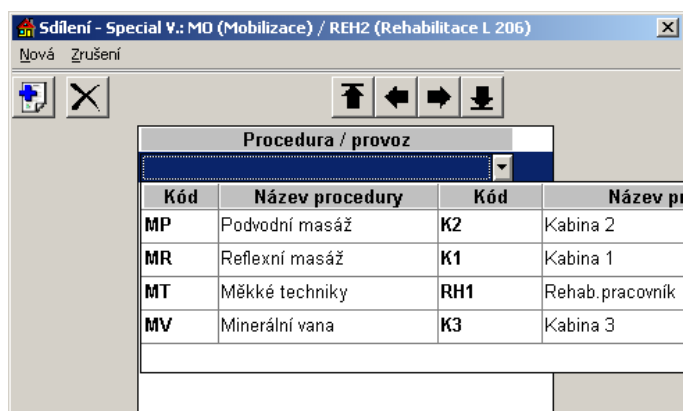 Sdílení - Special V.: MO (Mobilizace) / REH2 (Rehabilitace L 206)
Nová Zrušení
Procedura / provoz
Kód Název procedury Kód Název pr
MP Podvodní masáž K2 Kabina 2
MR Reflexní masáž K1 Kabina 1
MT Měkké techniky RH1 Rehab.pracovník
MV Minerální vana K3 Kabina 3